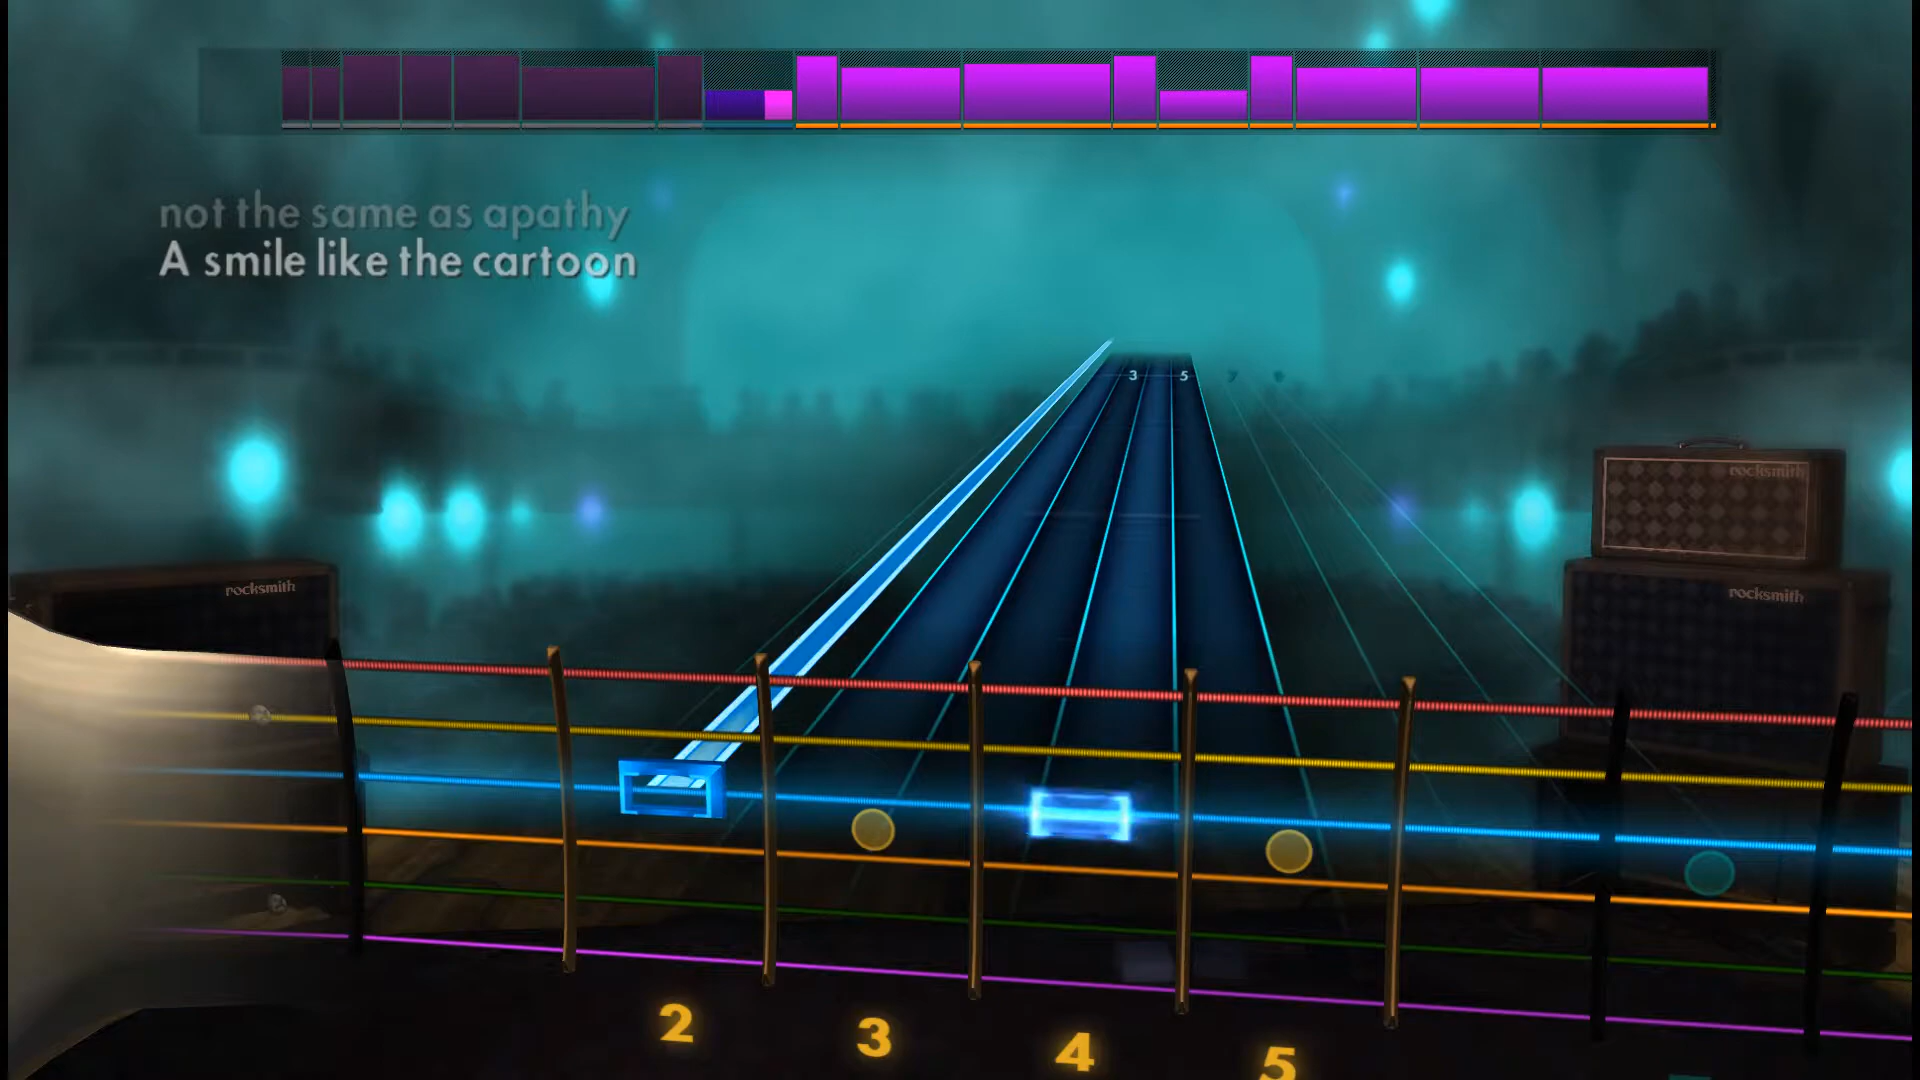 not the same as apathy
A smile like the cartoon
3 5
rocksmith
rocksmith
rocksmith
2 3 4 5